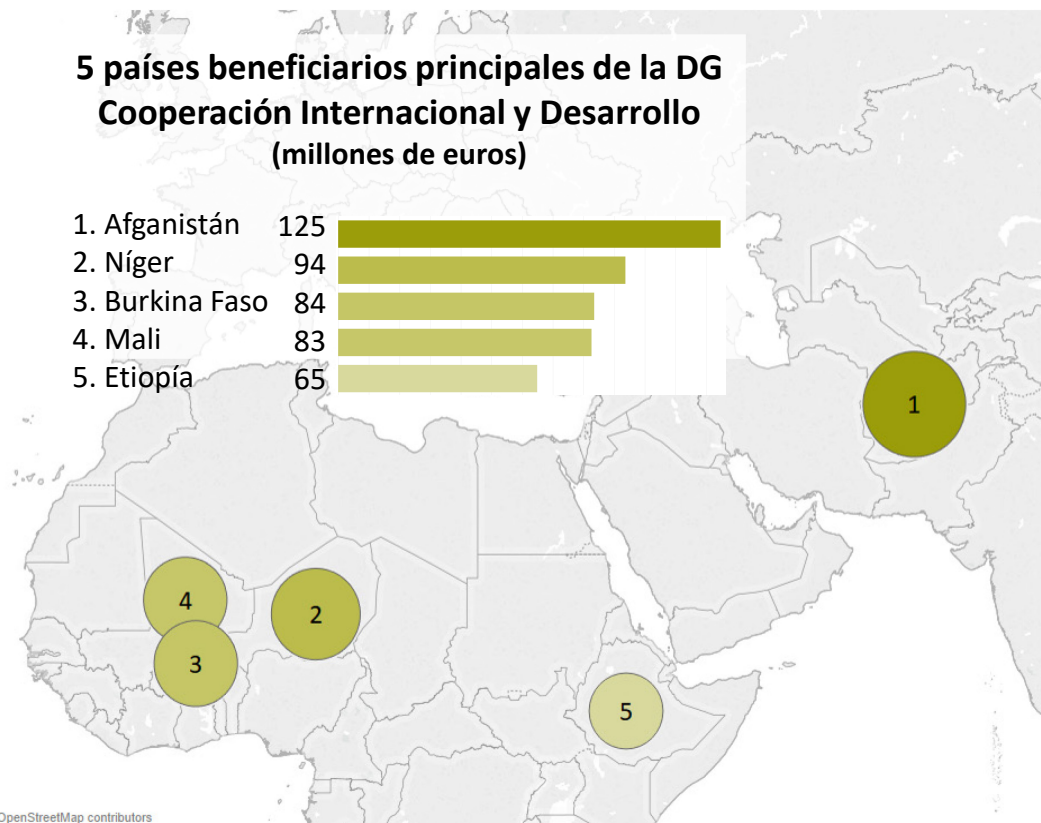 5 países beneficiarios principales de la DG
Cooperación Internacional y Desarrollo
(millones de euros)
1. Afganistán 125
2. Níger 94
3. Burkina Faso 84
4. Mali 83
5. Etiopía 65
1
4
2
3
5
OpenStreetMap contributors